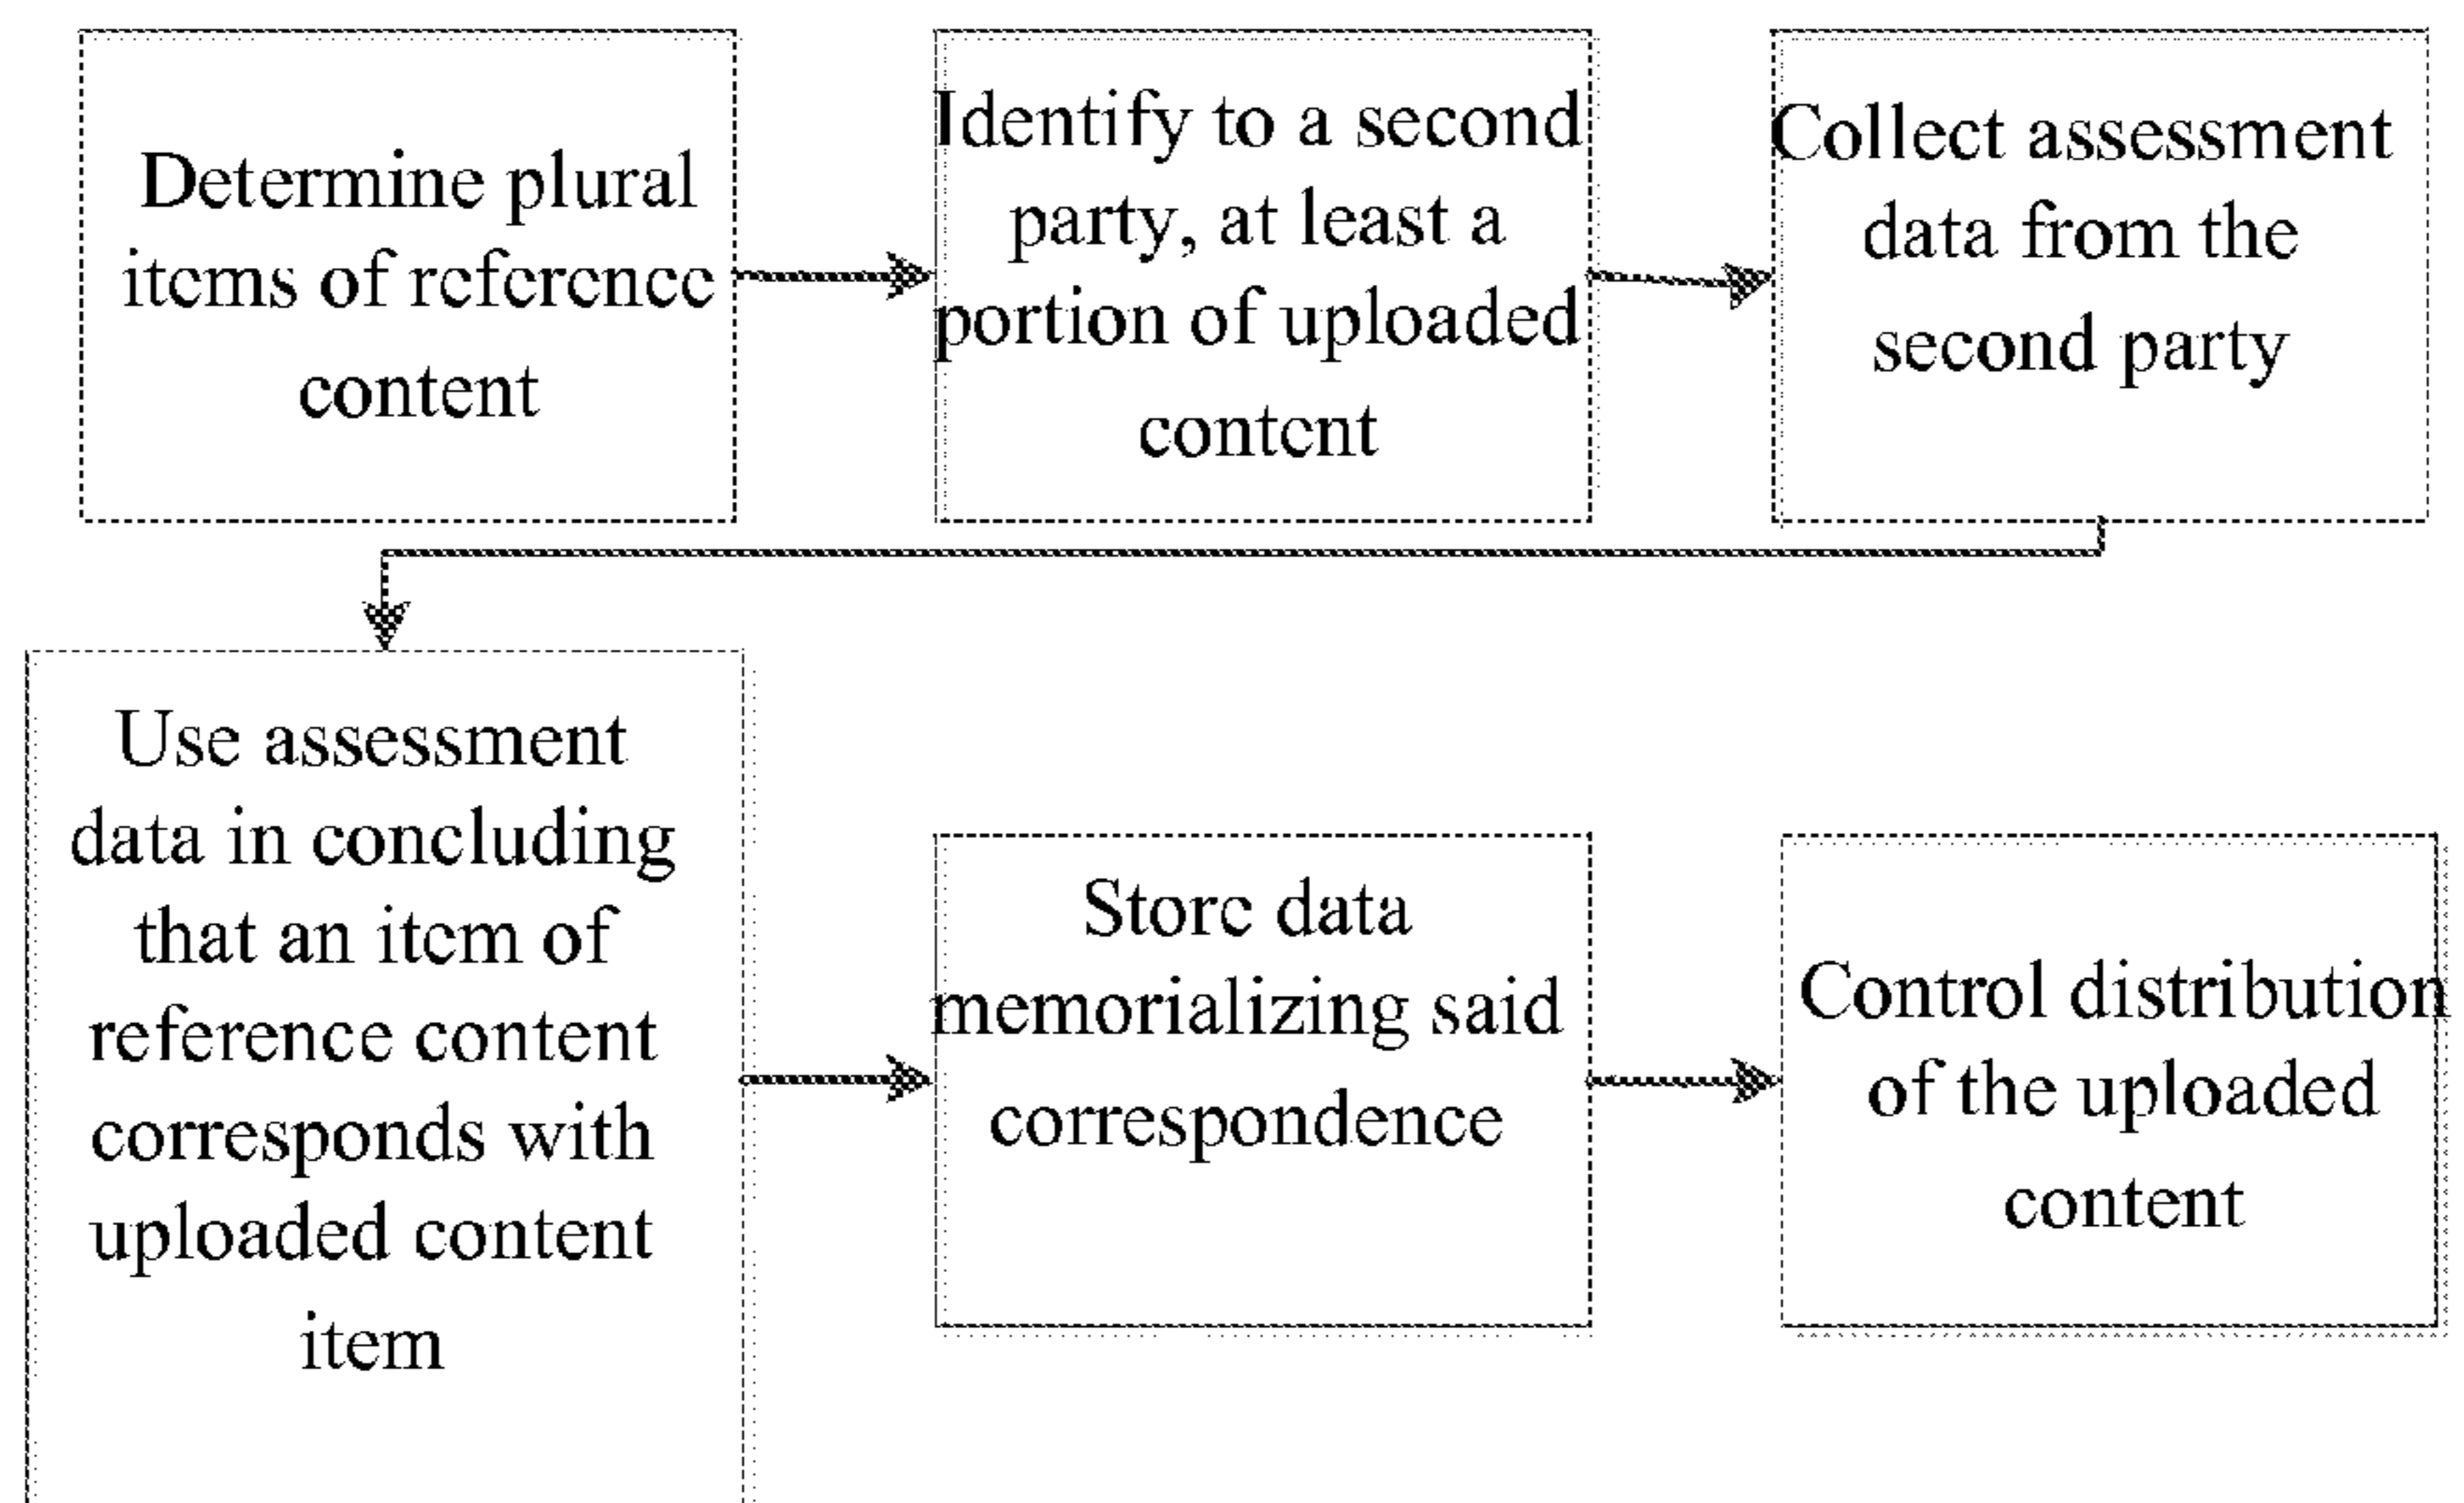 Determine plural
items of reference
content
Identify to a second
party, at least a
portion of uploaded
content
Collect assessment
data from the
second party
Use assessment
data in concluding
that an item of
reference content
corresponds with
uploaded content
item
Store data
memorializing said
correspondence
Control distribution
of the uploaded
content